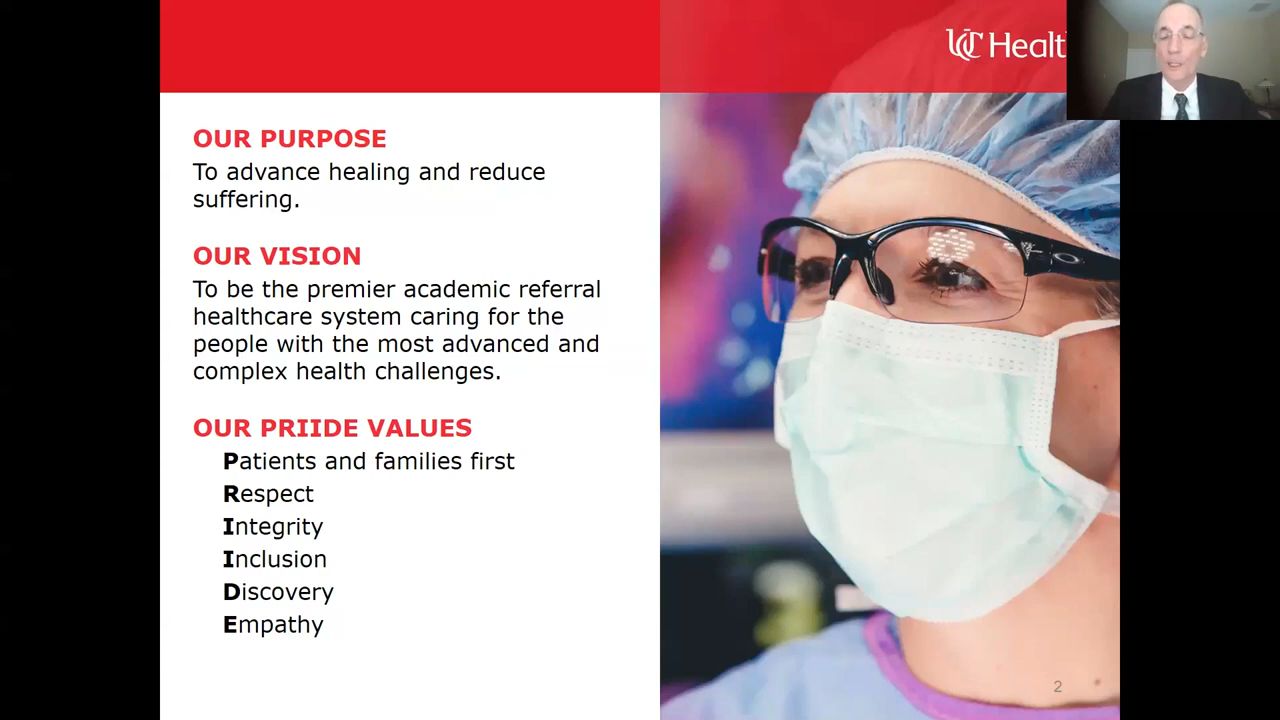 UC Healt
OUR PURPOSE
To advance healing and reduce
suffering.
OUR VISION
To be the premier academic referral
healthcare system caring for the
people with the most advanced and
complex health challenges.
OUR PRIIDE VALUES
Patients and families first
Respect
Integrity
Inclusion
Discovery
Empathy
2